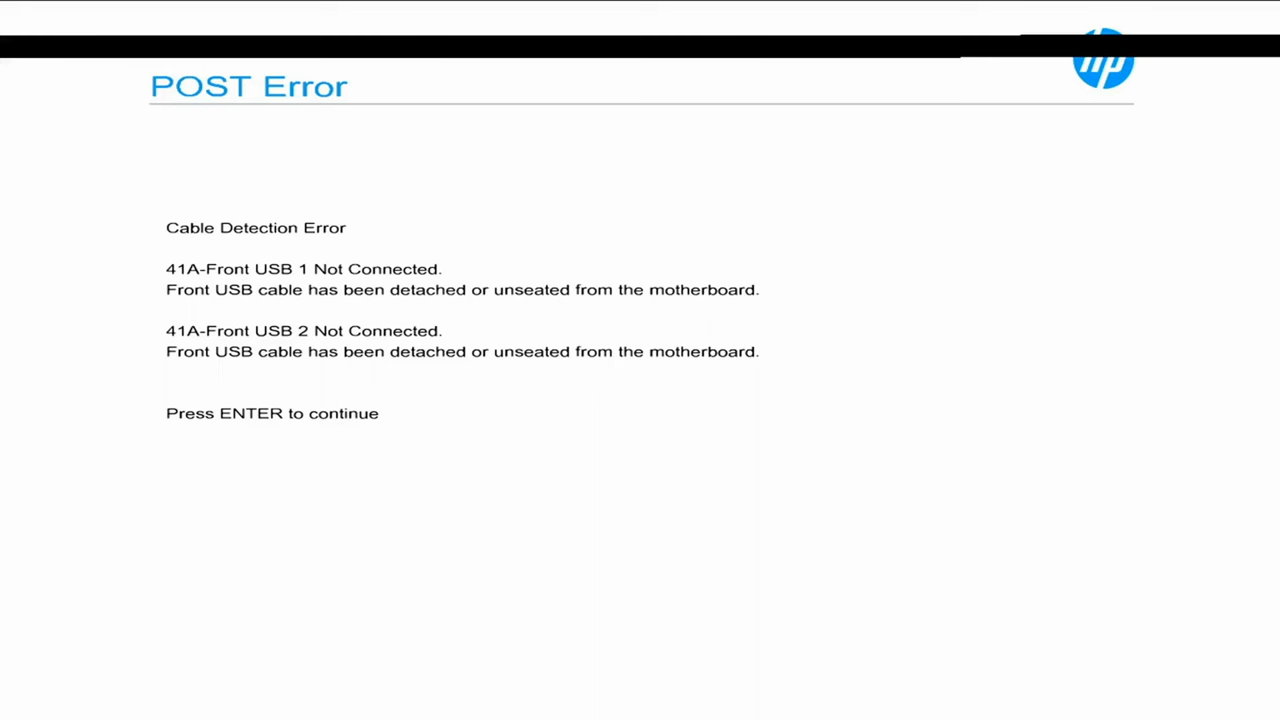 hp
POST Error
Cable Detection Error
41A-Front USB 1 Not Connected.
Front USB cable has been detached or unseated from the motherboard.
41A-Front USB 2 Not Connected.
Front USB cable has been detached or unseated from the motherboard.
Press ENTER to continue